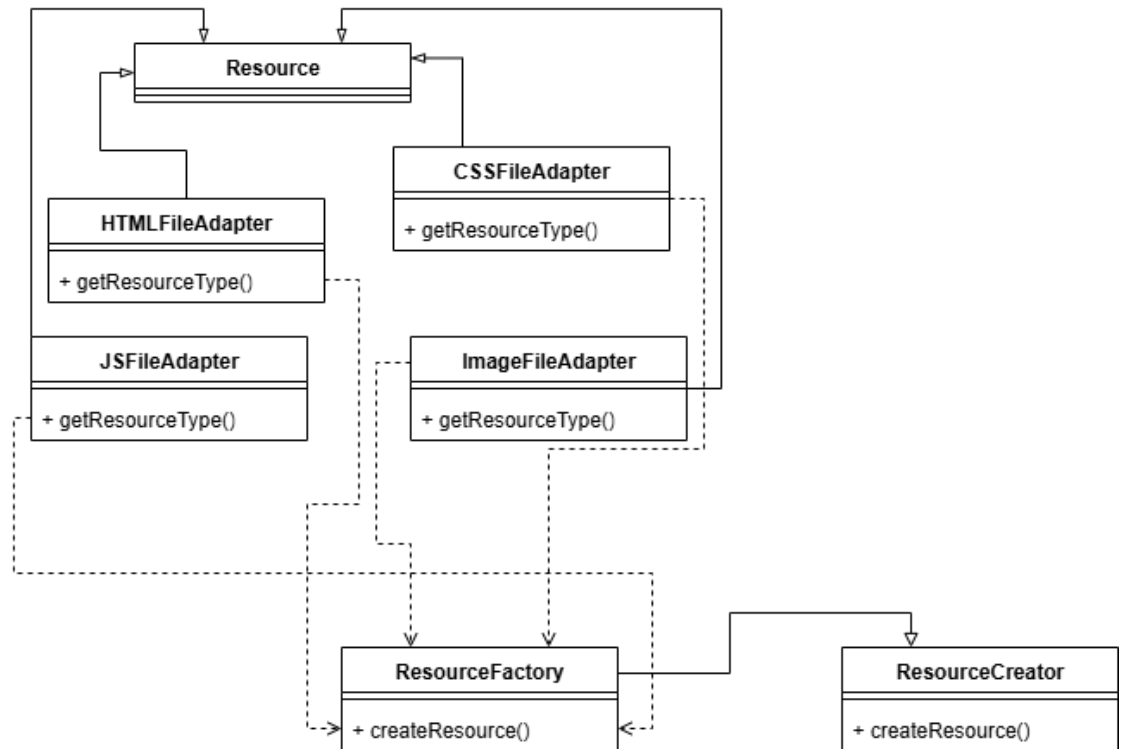 Resource
CSSFileAdapter
+ getResourceType()
HTMLFileAdapter
+ getResourceType()
JSFileAdapter
+ getResourceType()
ImageFileAdapter
+ getResourceType()
ResourceFactory
+ createResource()
ResourceCreator
+ createResource()